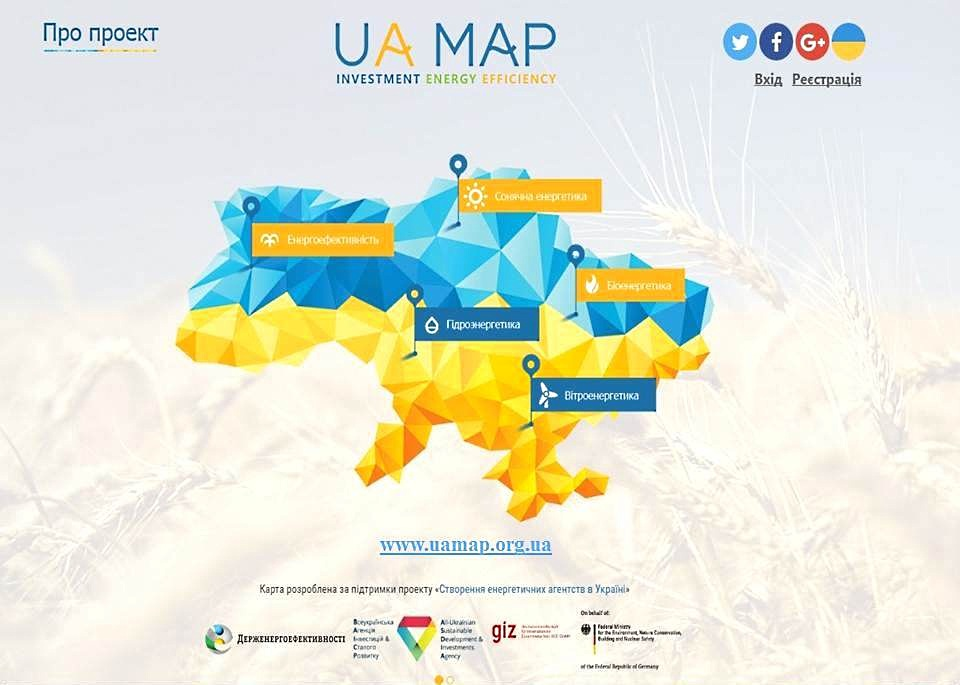 Про проект
UA MAP
INVESTMENT ENERGY EFFICIENCY
Вхід Реєстрація
Сонячна енергетика
Енергоефективність
Біоенергетика
Гідроэнергетика
Вітроенергетика
www.uamap.org.ua
Карта розроблена за підтримки проекту «Створення енергетичних агентств в Україні»
Держенергоефективності
Всеукраїнська
Агенція
Інвестицій &
Сталого
Розвитку
All-Ukrainian
Sustainable
Development &
Investments
Agency
giz
On behalf of:
Federal Ministry
for the Environment, Nature Conservation,
Building and Nuclear Safety
of the Federal Republic of Germany